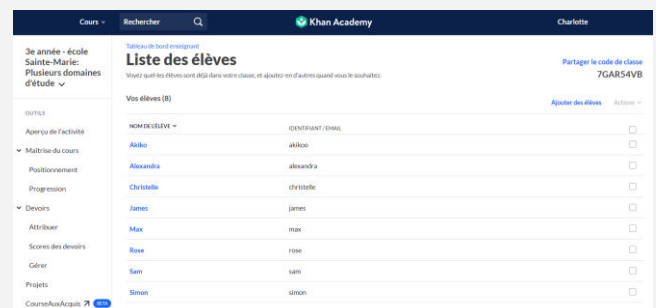 Cours
Rechercher
Khan Academy
Charlotte
3e année - école
Sainte-Marie:
Plusieurs domaines
d'étude
OUTILS
Aperçu de l'activité
Maîtrise du cours
Positionnement
Progression
Devoirs
Attribuer
Scores des devoirs
Gérer
Projets
CourseAuxAcquis BETA
Tableau de bord enseignant
Liste des élèves
Voyez quel·les élèves sont déjà dans votre classe, et ajoutez-en d'autres quand vous le souhaitez.
Partager le code de classe
7GAR54VB
Vos élèves (8)
Ajouter des élèves Actions
NOM DE L'ÉLÈVE IDENTIFIANT / EMAIL
Akiko akikoo
Alexandra alexandra
Christelle christelle
James james
Max max
Rose rose
Sam sam
Simon simon